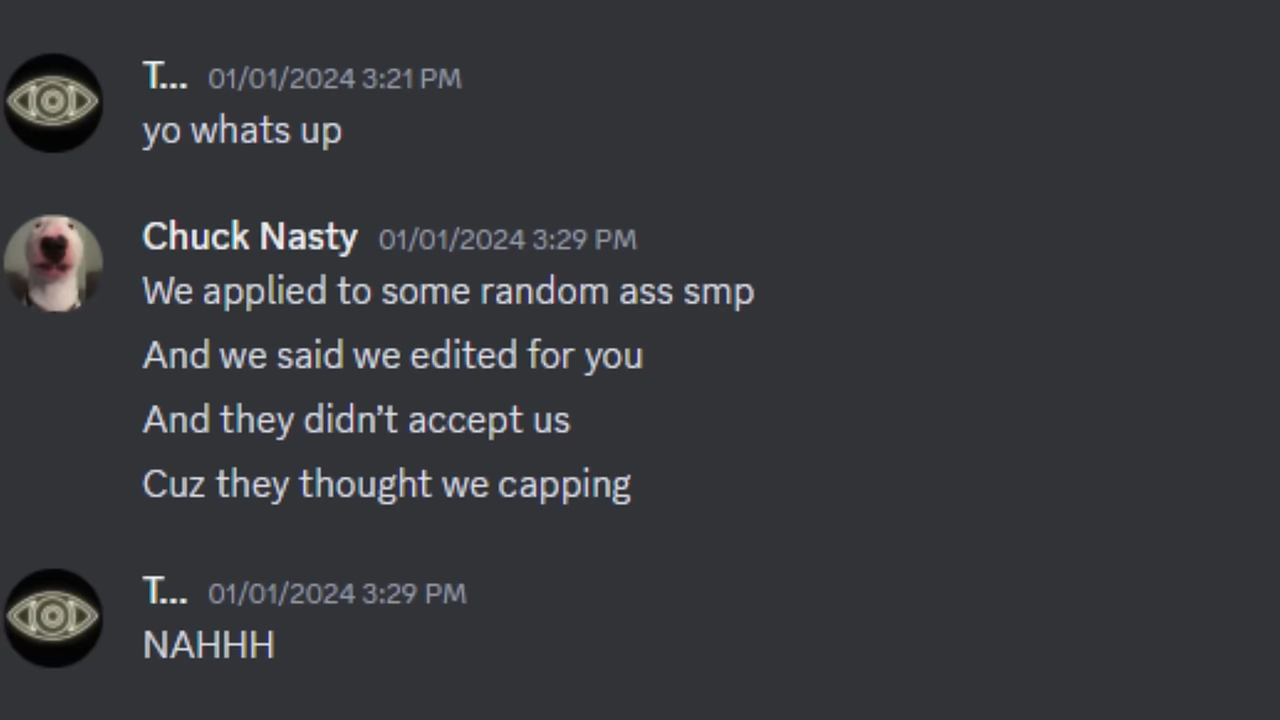 T... 01/01/2024 3:21 PM
yo whats up
Chuck Nasty 01/01/2024 3:29 PM
We applied to some random ass smp
And we said we edited for you
And they didn't accept us
Cuz they thought we capping
T... 01/01/2024 3:29 PM
NAHHH